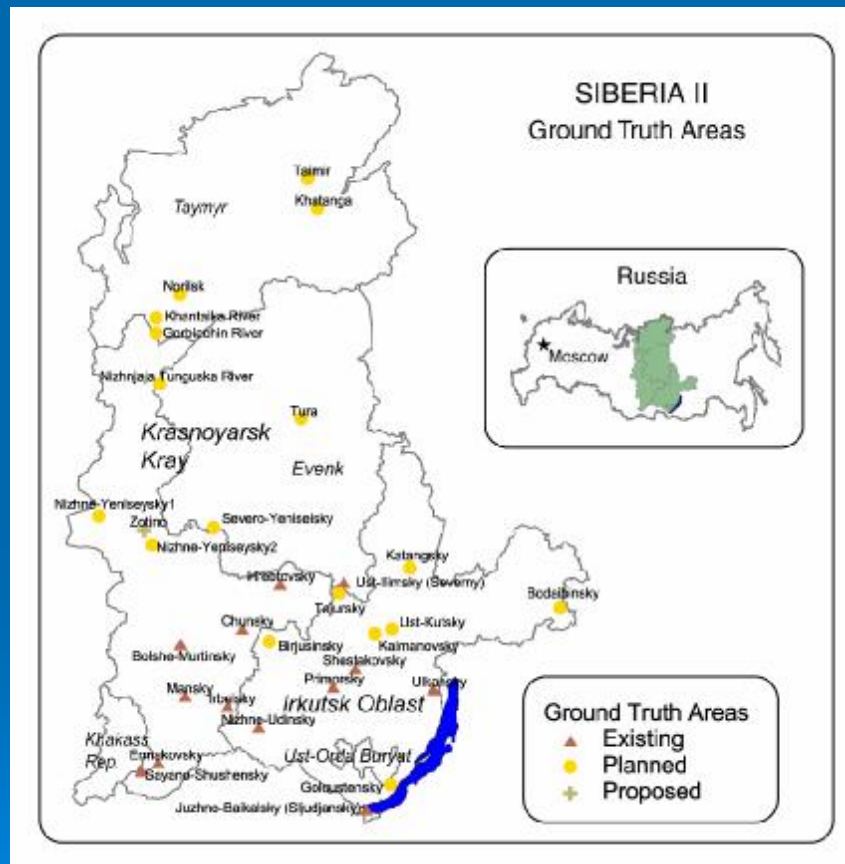 SIBERIA II
Ground Truth Areas
Taimir
Khatanga
Taymyr
Norilsk
Khantaika River
Gorbiachin River
Nizhnjaja Tunguska River
Russia
Moscow
Tura
Krasnoyarsk
Kray
Evenk
Nizhne-Yeniseysky1
Zotino
Severo-Yeniseisky
Nizhne-Yeniseysky2
Katangsky
Hrebtovsky
Ust-Ilimsky (Severny)
Tajursky
Bodaibinsky
Chunsky
Ust-Kutsky
Birjusinsky
Kaimanovsky
Bolshe-Murtinsky
Shestakovsky
Primorsky
Ulkansky
Mansky
Irbeisky
Irkutsk Oblast
Nizhne-Udinsky
Khakass
Rep.
Ust-Orda Buryat
Ermakovsky
Sayano-Shushensky
Goloustensky
Juzhno-Baikalsky (Sljudjansky)
Ground Truth Areas
Existing
Planned
Proposed